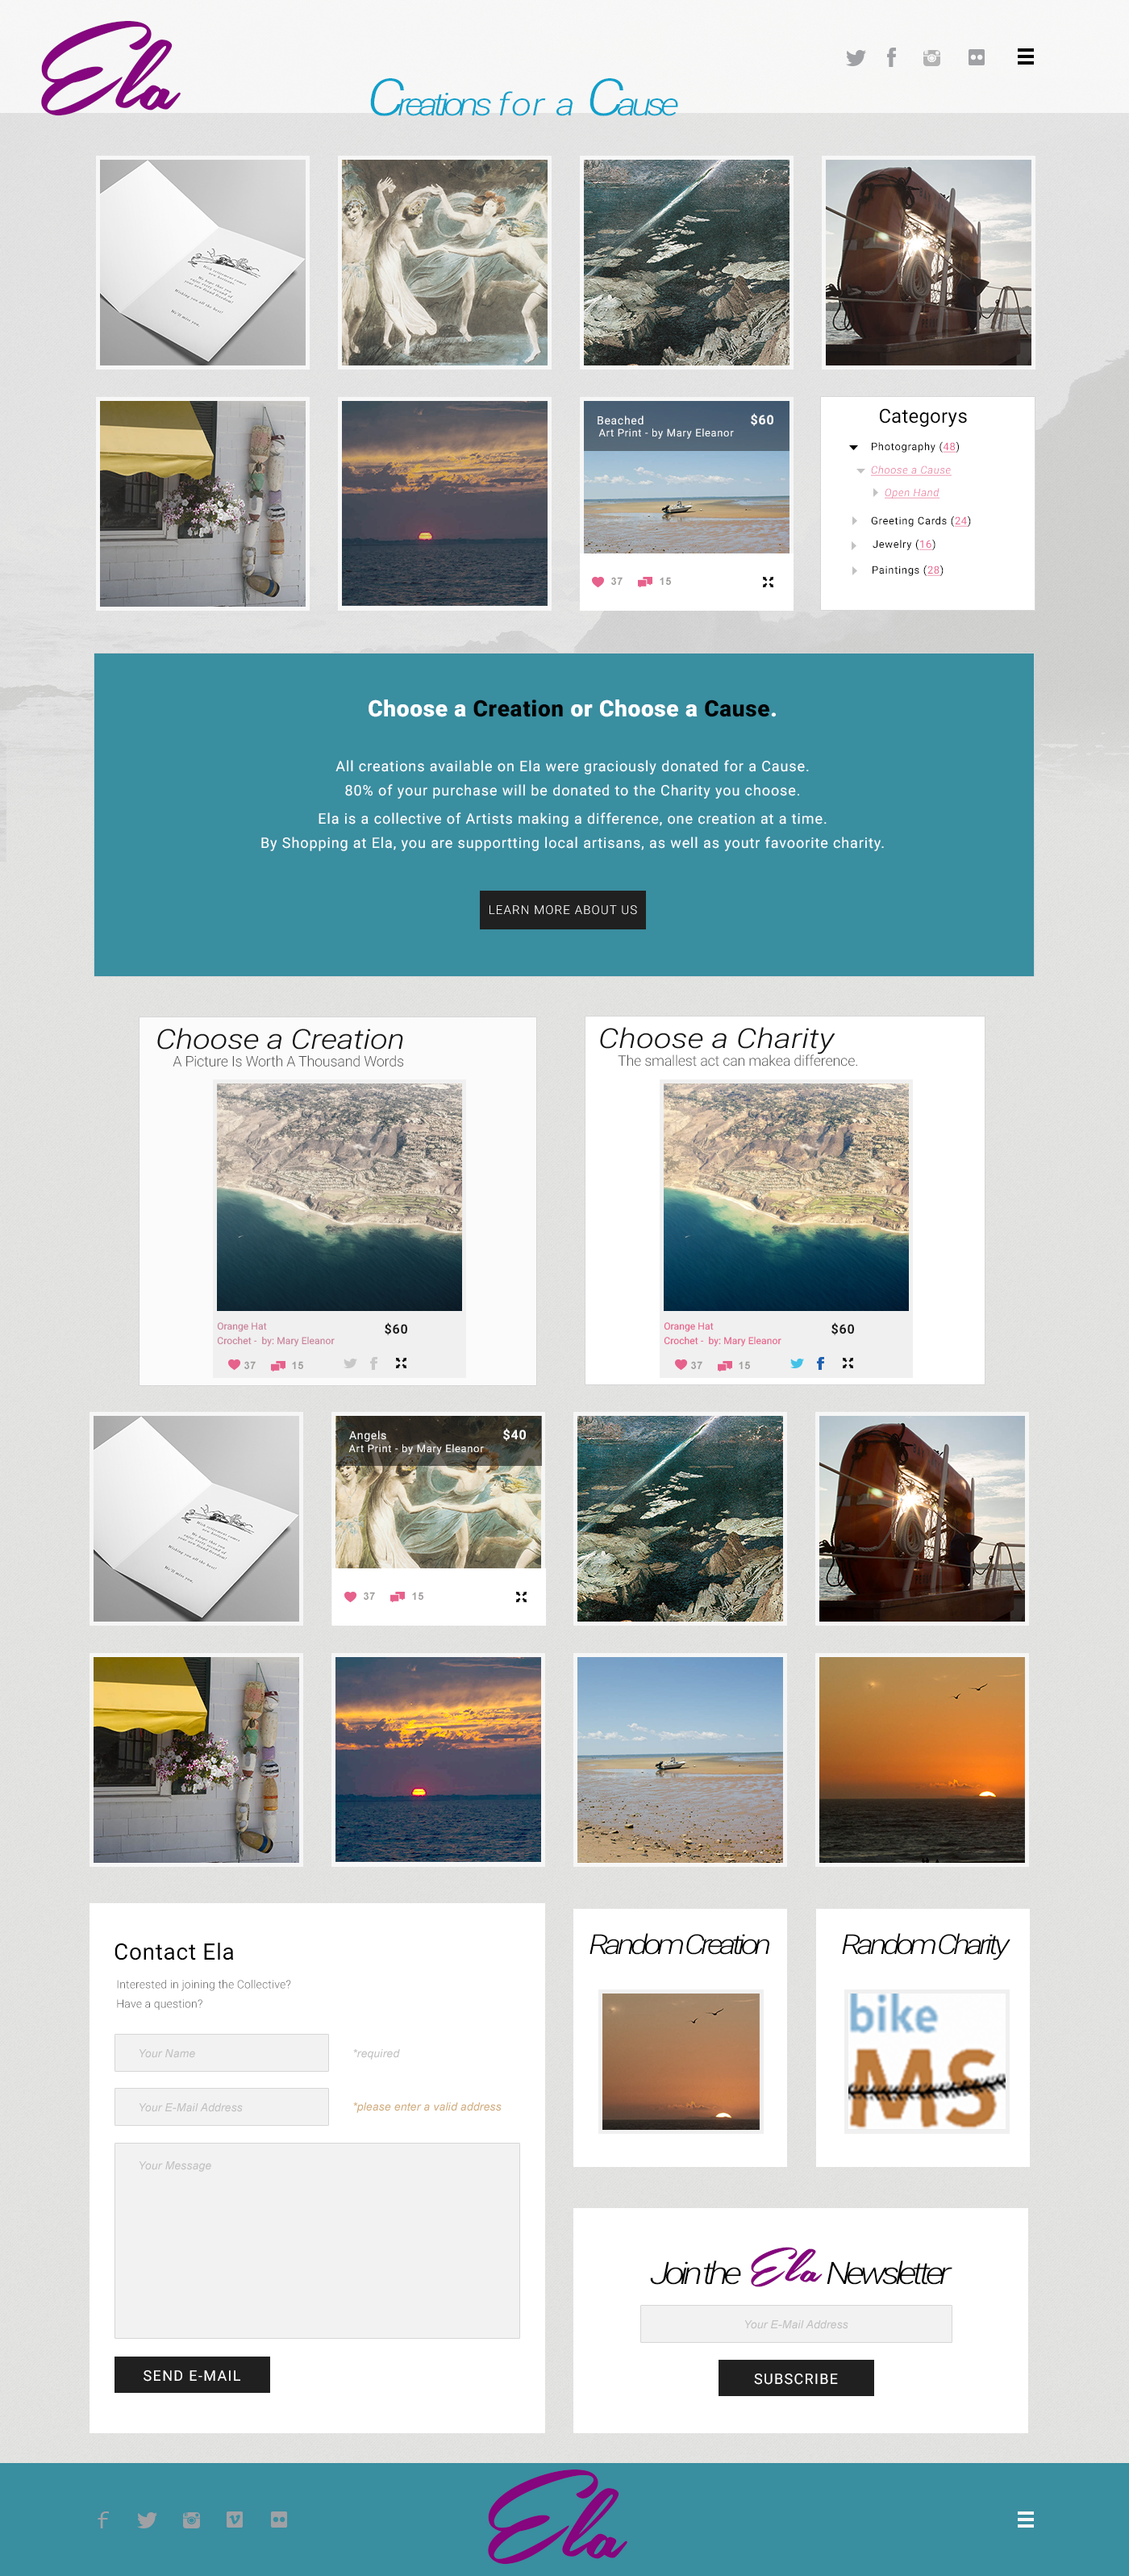 Ela
Creations for a Cause
We'll miss you.
Beached
$60
Art Print - by Mary Eleanor
37
15
Categorys
Photography (48)
Choose a Cause
Open Hand
Greeting Cards (24)
Jewelry (16)
Paintings (28)
Choose a Creation or Choose a Cause.
All creations available on Ela were graciously donated for a Cause.
80% of your purchase will be donated to the Charity you choose.
Ela is a collective of Artists making a difference, one creation at a time.
By Shopping at Ela, you are supportting local artisans, as well as youtr favoorite charity.
LEARN MORE ABOUT US
Choose a Creation
A Picture Is Worth A Thousand Words
Orange Hat
$60
Crochet - by: Mary Eleanor
37
15
Choose a Charity
The smallest act can makea difference.
Orange Hat
$60
Crochet - by: Mary Eleanor
37
15
Angels
$40
Art Print - by Mary Eleanor
37
15
Contact Ela
Interested in joining the Collective?
Have a question?
Your Name
*required
Your E-Mail Address
*please enter a valid address
Your Message
SEND E-MAIL
Random Creation
Random Charity
bike
MS
Join the Ela Newsletter
Your E-Mail Address
SUBSCRIBE
Ela